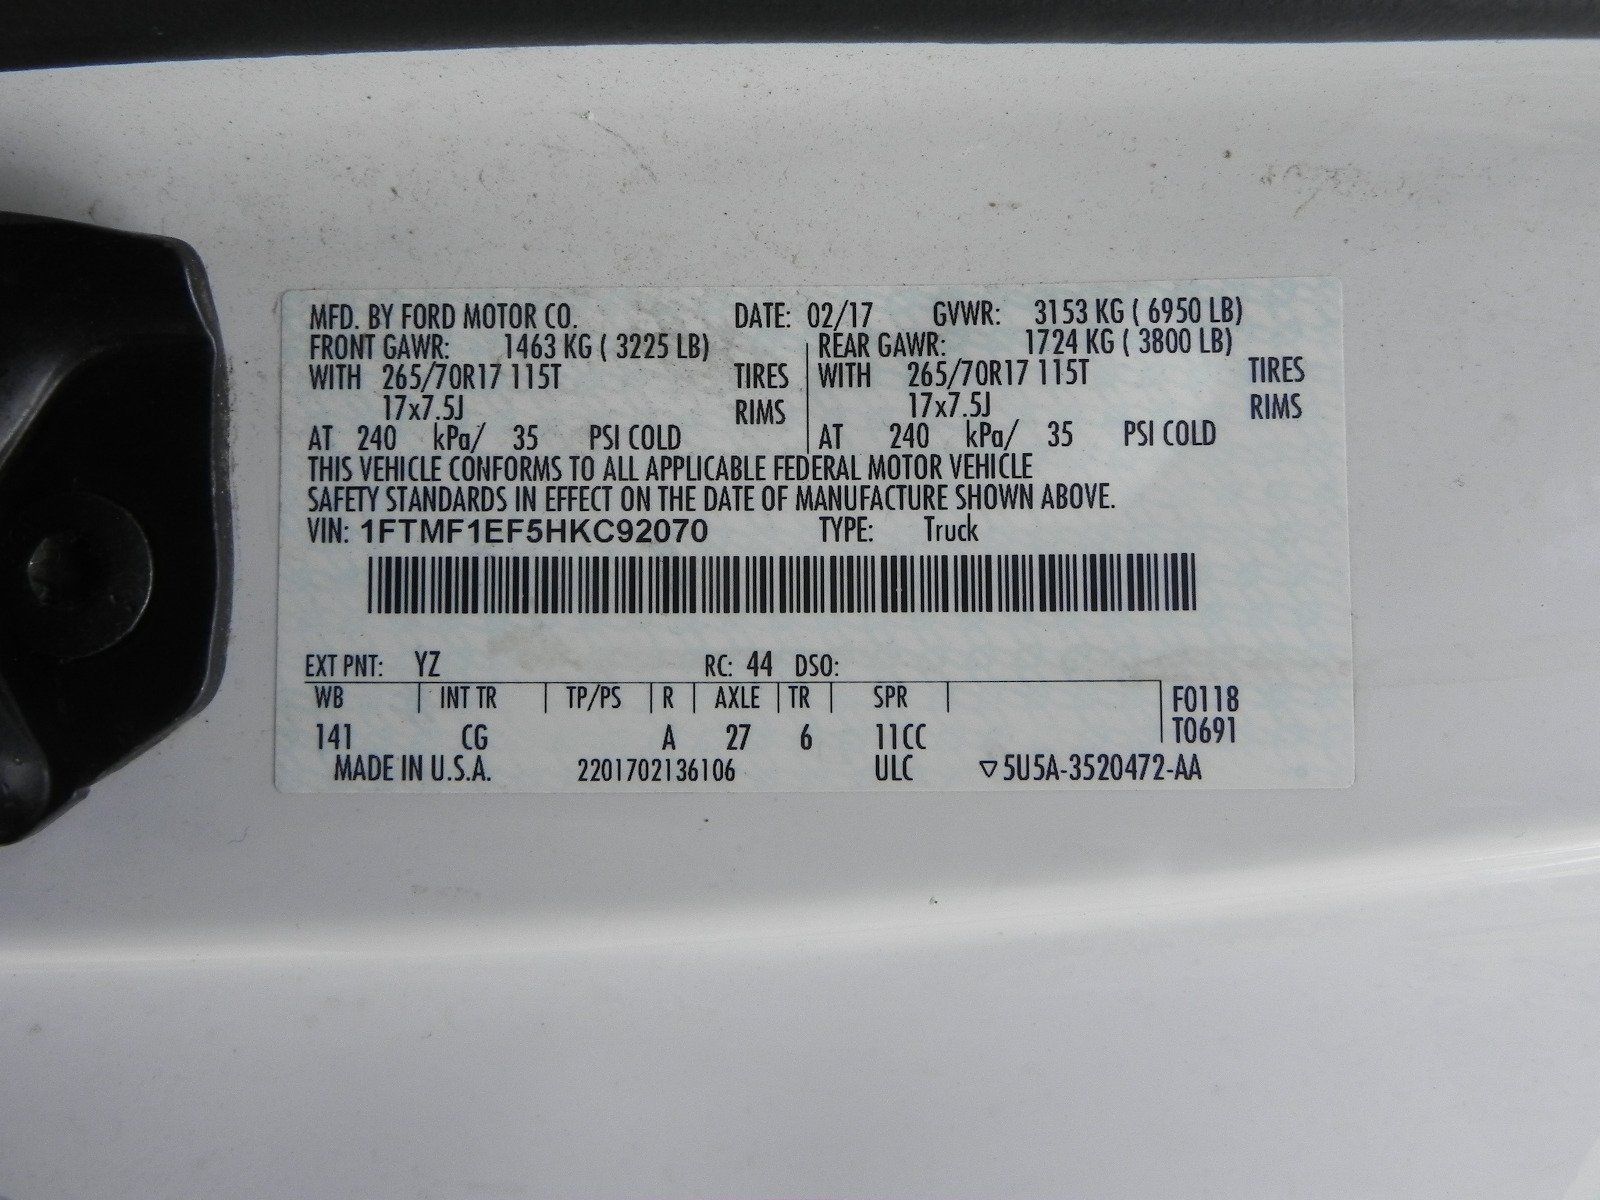 MFD. BY FORD MOTOR CO. DATE: 02/17 GVWR: 3153 KG ( 6950 LB)
FRONT GAWR: 1463 KG ( 3225 LB) REAR GAWR: 1724 KG ( 3800 LB)
WITH 265/70R17 115T TIRES WITH 265/70R17 115T TIRES
17x7.5J RIMS 17x7.5J RIMS
AT 240 kPa/ 35 PSI COLD AT 240 kPa/ 35 PSI COLD
THIS VEHICLE CONFORMS TO ALL APPLICABLE FEDERAL MOTOR VEHICLE
SAFETY STANDARDS IN EFFECT ON THE DATE OF MANUFACTURE SHOWN ABOVE.
VIN: 1FTMF1EF5HKC92070 TYPE: Truck
EXT PNT: YZ RC: 44 DSO:
WB INT TR TP/PS R AXLE TR SPR F0118
141 CG A 27 6 11CC T0691
MADE IN U.S.A. 2201702136106 ULC ▽5U5A-3520472-AA